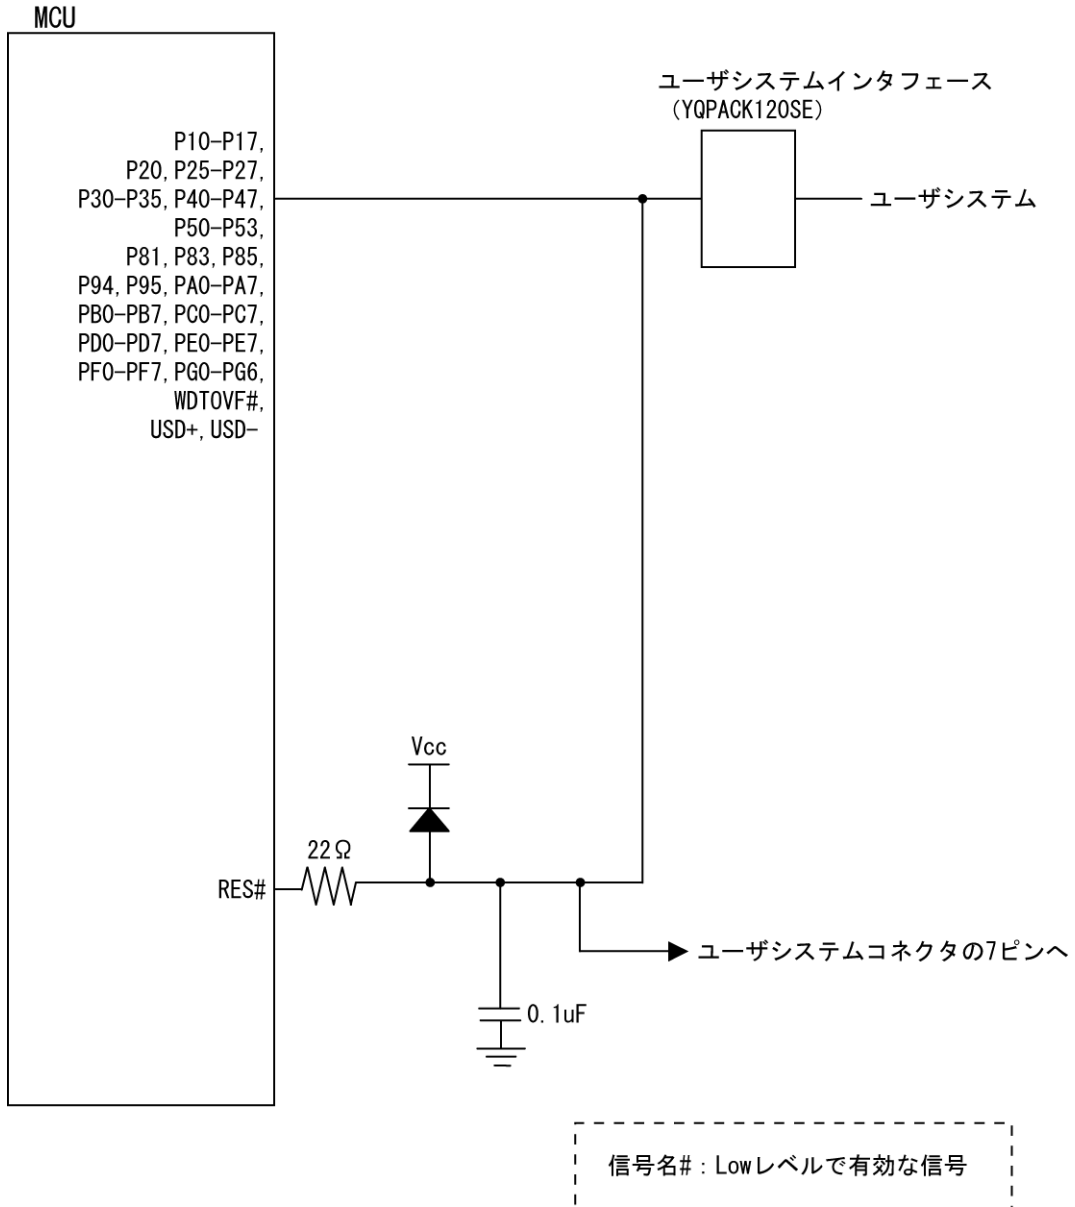 MCU
ユーザシステムインタフェース
(YQPACK120SE)
P10-P17,
P20, P25-P27,
P30-P35, P40-P47,
ユーザシステム
P50-P53,
P81, P83, P85,
P94, P95, PA0-PA7,
PB0-PB7, PC0-PC7,
PD0-PD7, PE0-PE7,
PF0-PF7, PG0-PG6,
WDTOVF#,
USD+, USD-
Vcc
22Ω
RES#
ユーザシステムコネクタの7ピンへ
0.1uF
信号名#:Lowレベルで有効な信号